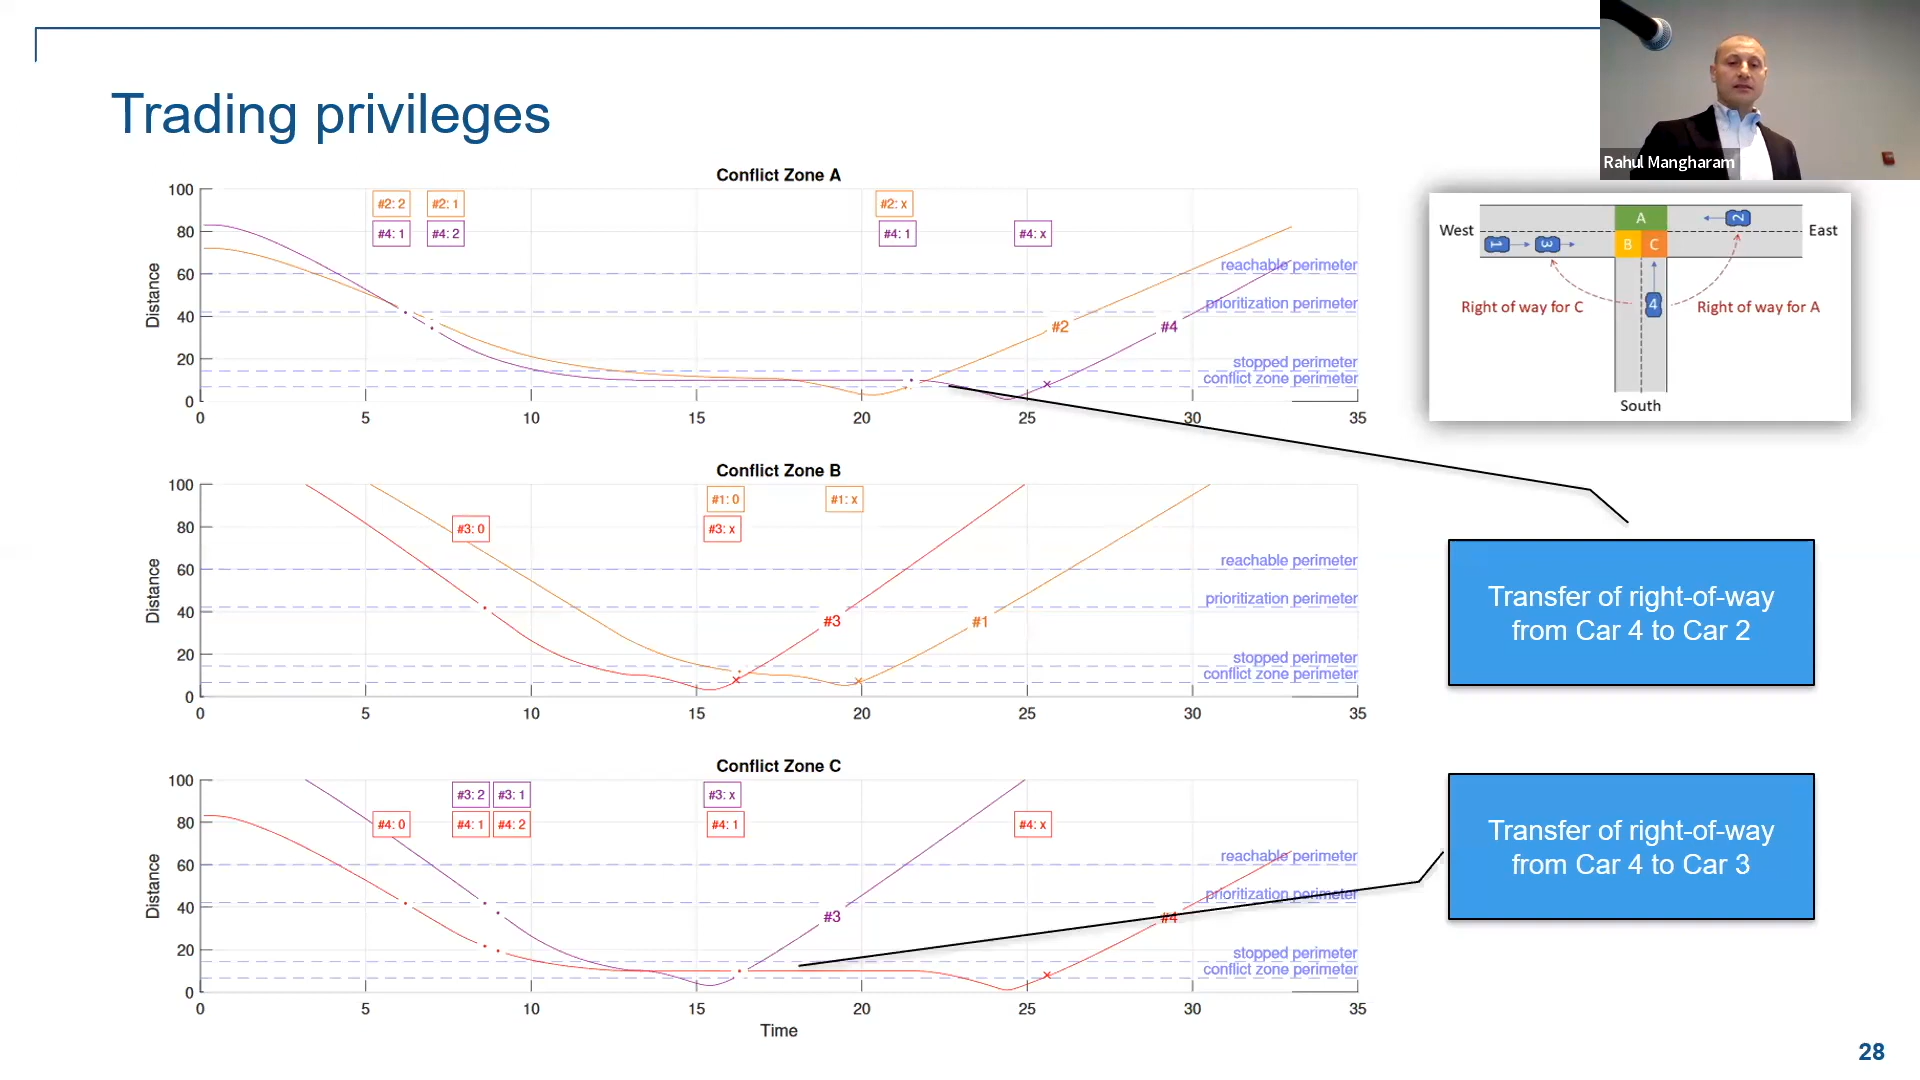 Rahul Mangharam
Trading privileges
Conflict Zone A
Distance
100
80
60
40
20
0
#2: 2
#2: 1
#4: 1
#4: 2
#2: x
#4: 1
#4: x
reachable perimeter
prioritization perimeter
stopped perimeter
conflict zone perimeter
#2
#4
0
5
10
15
20
25
30
35
West
East
South
A
B
C
1
3
2
4
Right of way for C
Right of way for A
Conflict Zone B
Distance
100
80
60
40
20
0
#1: 0
#1: x
#3: 0
#3: x
reachable perimeter
prioritization perimeter
stopped perimeter
conflict zone perimeter
#3
#1
0
5
10
15
20
25
30
35
Transfer of right-of-way
from Car 4 to Car 2
Conflict Zone C
Distance
100
80
60
40
20
0
#3: 2
#3: 1
#3: x
#4: 0
#4: 1
#4: 2
#4: 1
#4: x
reachable perimeter
prioritization perimeter
stopped perimeter
conflict zone perimeter
#3
#4
0
5
10
15
20
25
30
35
Time
Transfer of right-of-way
from Car 4 to Car 3
28